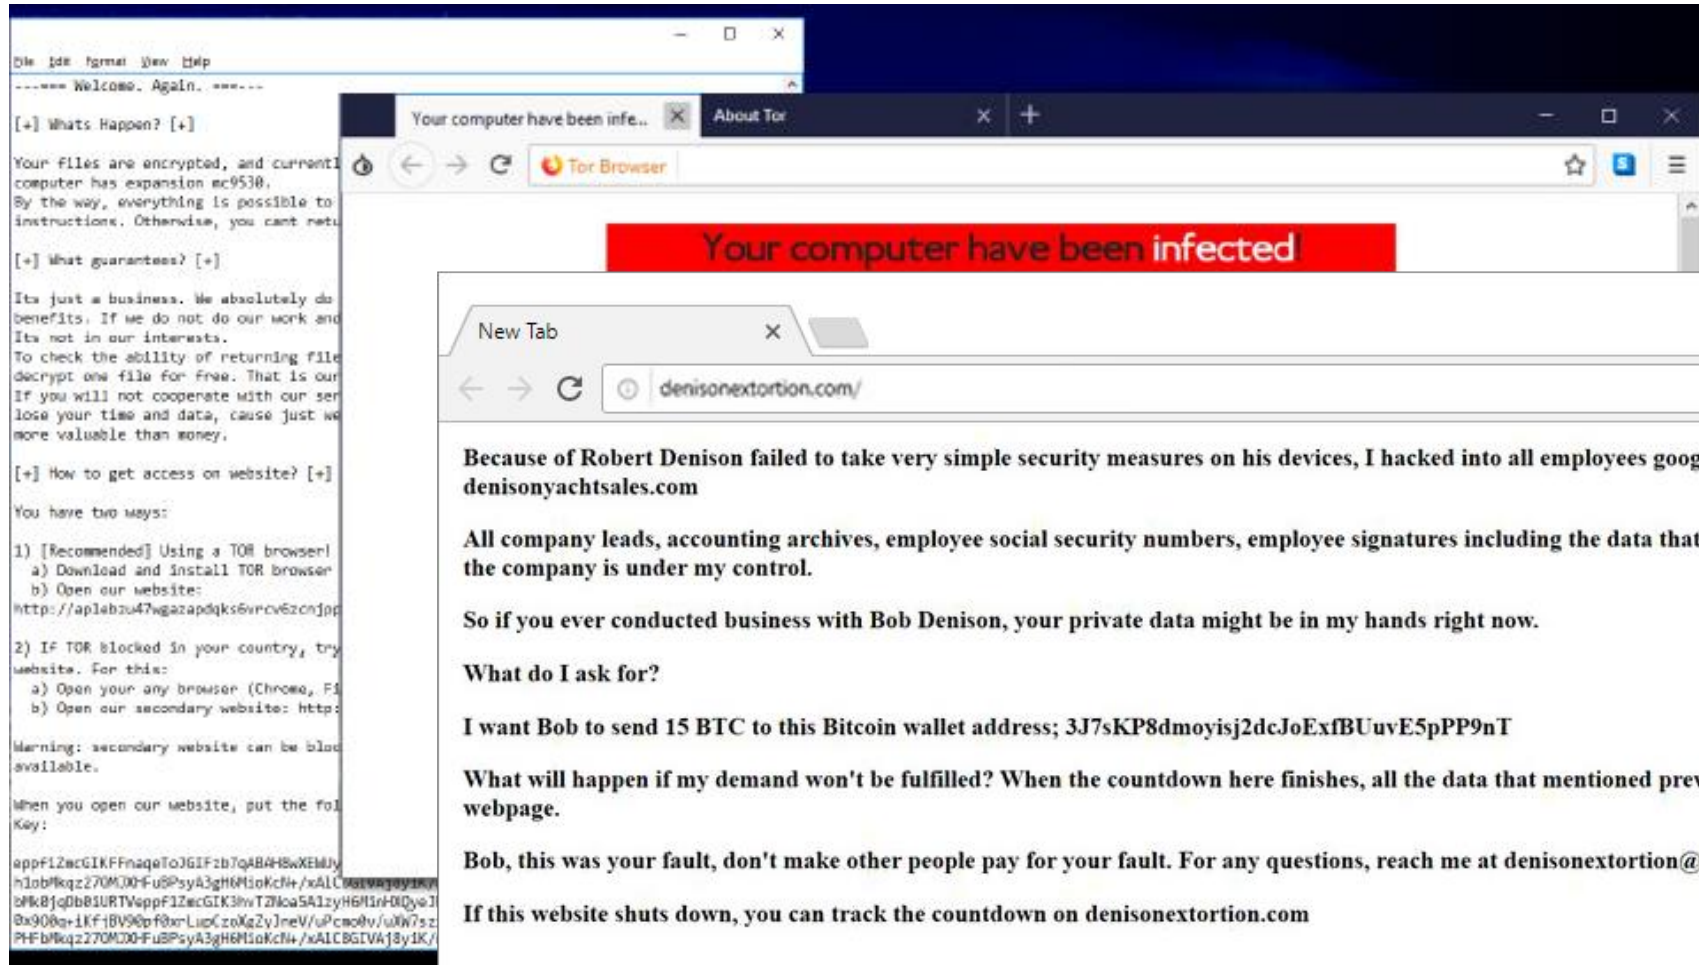 File Edit Format View Help
---=== Welcome. Again. ===---
[+] Whats Happen? [+]
Your files are encrypted, and currentl
computer has expansion mc9530.
By the way, everything is possible to
instructions. Otherwise, you cant retu
[+] What guarantees? [+]
Its just a business. We absolutely do
benefits. If we do not do our work and
Its not in our interests.
To check the ability of returning file
decrypt one file for free. That is our
If you will not cooperate with our ser
lose your time and data, cause just we
more valuable than money.
[+] How to get access on website? [+]
You have two ways:
1) [Recommended] Using a TOR browser!
a) Download and install TOR browser
b) Open our website:
2) If TOR blocked in your country, try
website. For this:
a) Open your any browser (Chrome, Fi
b) Open our secondary website: http:
Warning: secondary website can be bloc
available.
When you open our website, put the fol
Key:
Your computer have been infe...
About Tor
Tor Browser
Your computer have been infected!
New Tab
denisonextortion.com/
Because of Robert Denison failed to take very simple security measures on his devices, I hacked into all employees goog
denisonyachtsales.com
All company leads, accounting archives, employee social security numbers, employee signatures including the data that
the company is under my control.
So if you ever conducted business with Bob Denison, your private data might be in my hands right now.
What do I ask for?
I want Bob to send 15 BTC to this Bitcoin wallet address; 3J7sKP8dmoyisj2dcJoExfBUuvE5pPP9nT
What will happen if my demand won't be fulfilled? When the countdown here finishes, all the data that mentioned prev
webpage.
Bob, this was your fault, don't make other people pay for your fault. For any questions, reach me at denisonextortion@
If this website shuts down, you can track the countdown on denisonextortion.com